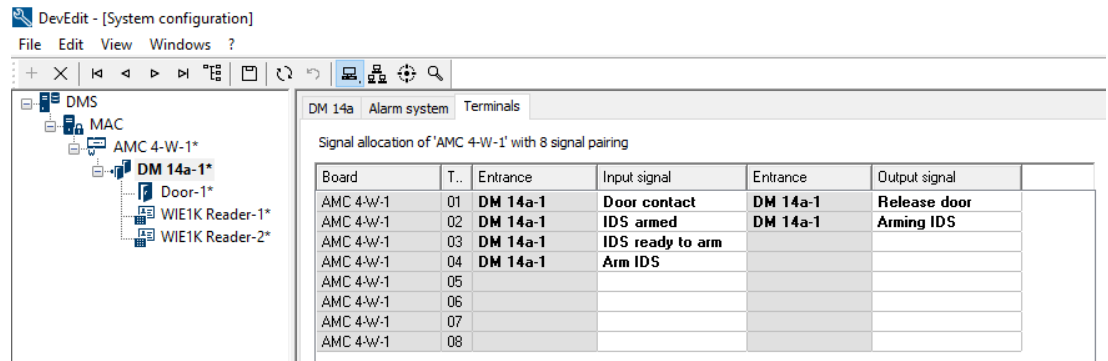 DevEdit - [System configuration]
File Edit View Windows ?
DMS
MAC
AMC 4-W-1*
DM 14a-1*
Door-1*
WIE1K Reader-1*
WIE1K Reader-2*
DM 14a Alarm system Terminals
Signal allocation of 'AMC 4-W-1' with 8 signal pairing
Board T.. Entrance Input signal Entrance Output signal
AMC 4-W-1 01 DM 14a-1 Door contact DM 14a-1 Release door
AMC 4-W-1 02 DM 14a-1 IDS armed DM 14a-1 Arming IDS
AMC 4-W-1 03 DM 14a-1 IDS ready to arm
AMC 4-W-1 04 DM 14a-1 Arm IDS
AMC 4-W-1 05
AMC 4-W-1 06
AMC 4-W-1 07
AMC 4-W-1 08